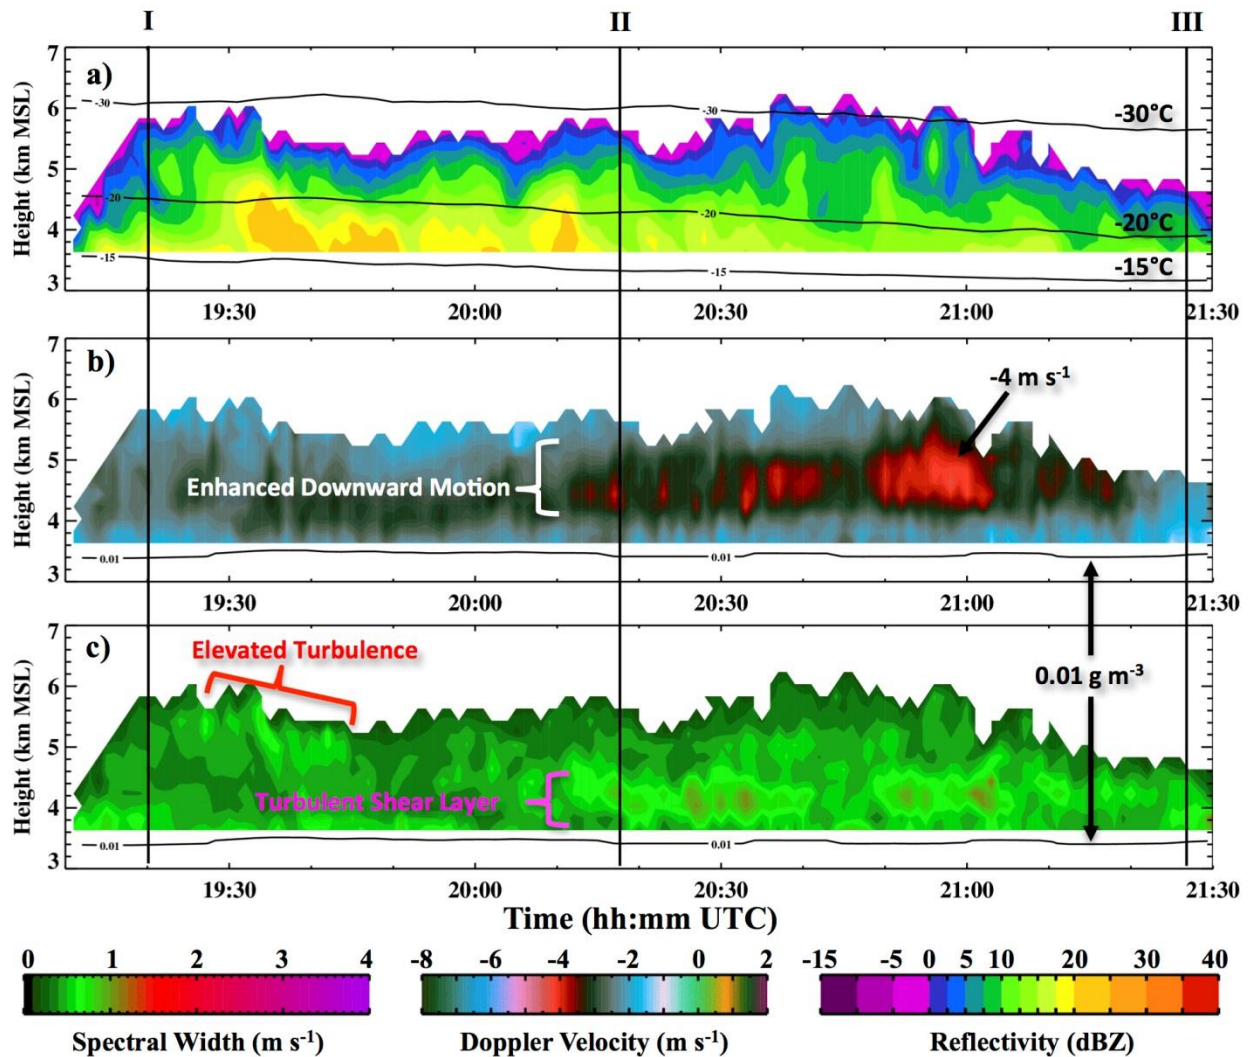 I II III
7
6
5
4
3
Height (km MSL)
a)
-30
-30
-30°C
-20
-20
-20°C
-15
-15
-15°C
19:30 20:00 20:30 21:00 21:30
7
6
5
4
3
Height (km MSL)
b)
-4 m s⁻¹
Enhanced Downward Motion
0.01
0.01
19:30 20:00 20:30 21:00 21:30
7
6
5
4
3
Height (km MSL)
c)
Elevated Turbulence
0.01 g m⁻³
Turbulent Shear Layer
0.01
0.01
19:30 20:00 20:30 21:00 21:30
Time (hh:mm UTC)
0 1 2 3 4
Spectral Width (m s⁻¹)
-8 -6 -4 -2 0 2
Doppler Velocity (m s⁻¹)
-15 -5 0 5 10 20 30 40
Reflectivity (dBZ)